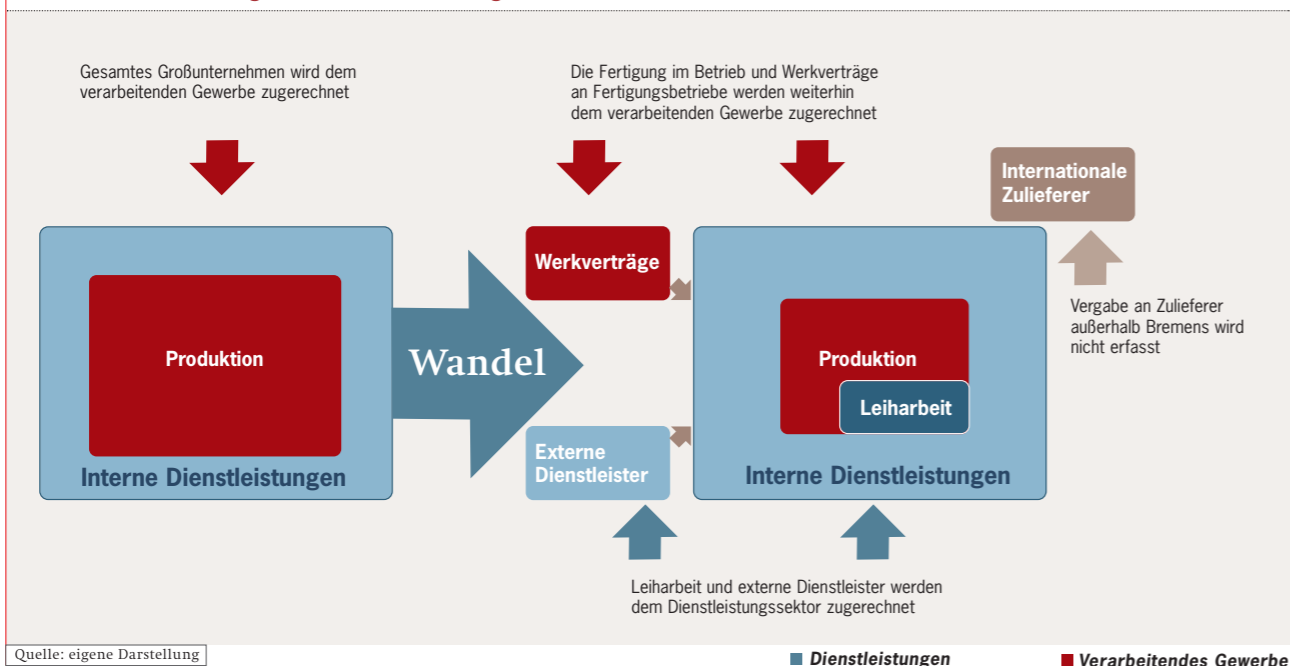 Gesamtes Großunternehmen wird dem
verarbeitenden Gewerbe zugerechnet
Die Fertigung im Betrieb und Werkverträge
an Fertigungsbetriebe werden weiterhin
dem verarbeitenden Gewerbe zugerechnet
Internationale
Zulieferer
Produktion
Interne Dienstleistungen
Wandel
Werkverträge
Externe
Dienstleister
Produktion
Leiharbeit
Interne Dienstleistungen
Vergabe an Zulieferer
außerhalb Bremens wird
nicht erfasst
Leiharbeit und externe Dienstleister werden
dem Dienstleistungssektor zugerechnet
Quelle: eigene Darstellung
Dienstleistungen
Verarbeitendes Gewerbe